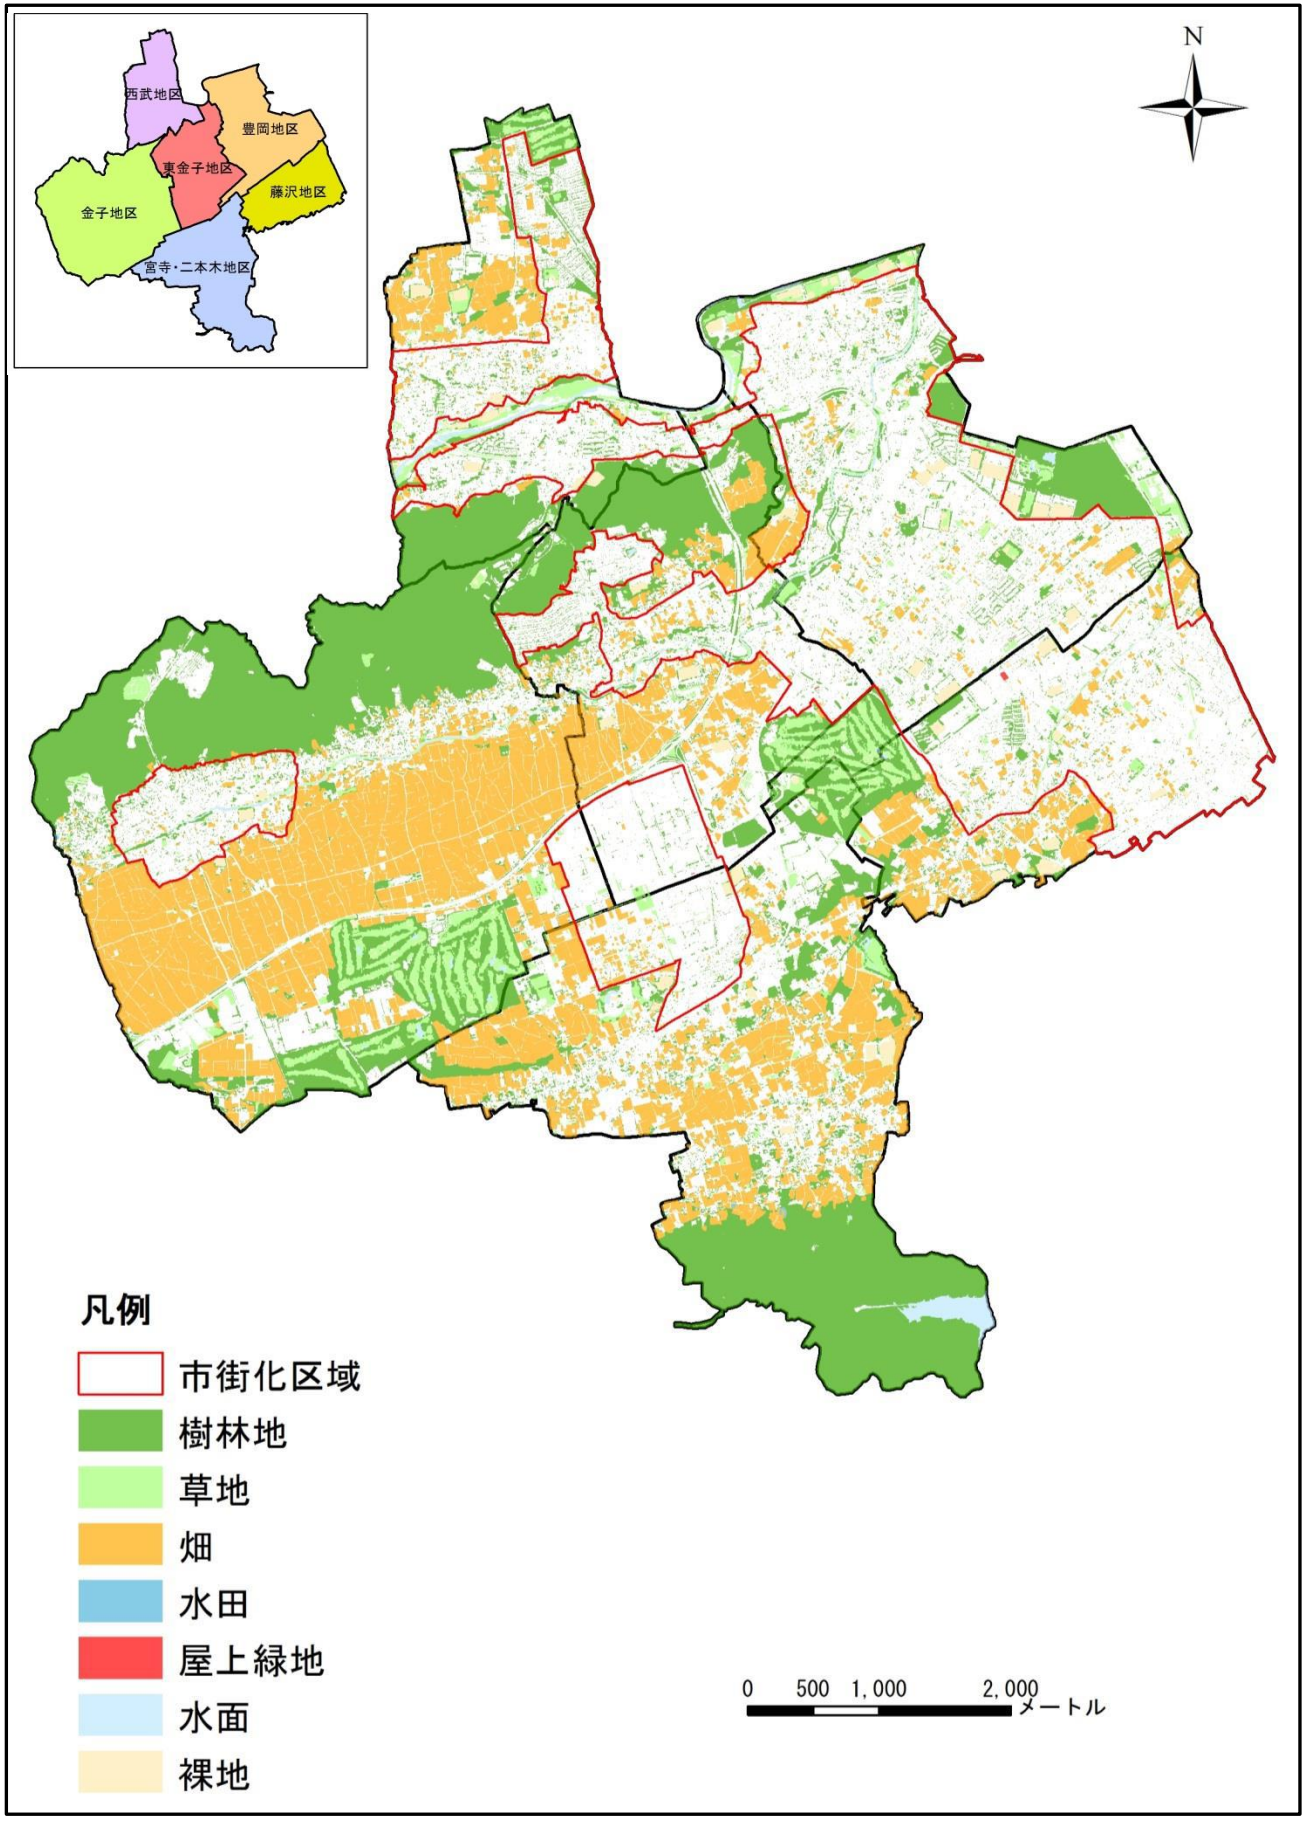 西武地区
豊岡地区
東金子地区
藤沢地区
金子地区
宮寺・二本木地区
N
凡例
市街化区域
樹林地
草地
畑
水田
屋上緑地
水面
裸地
0 500 1,000 2,000
メートル